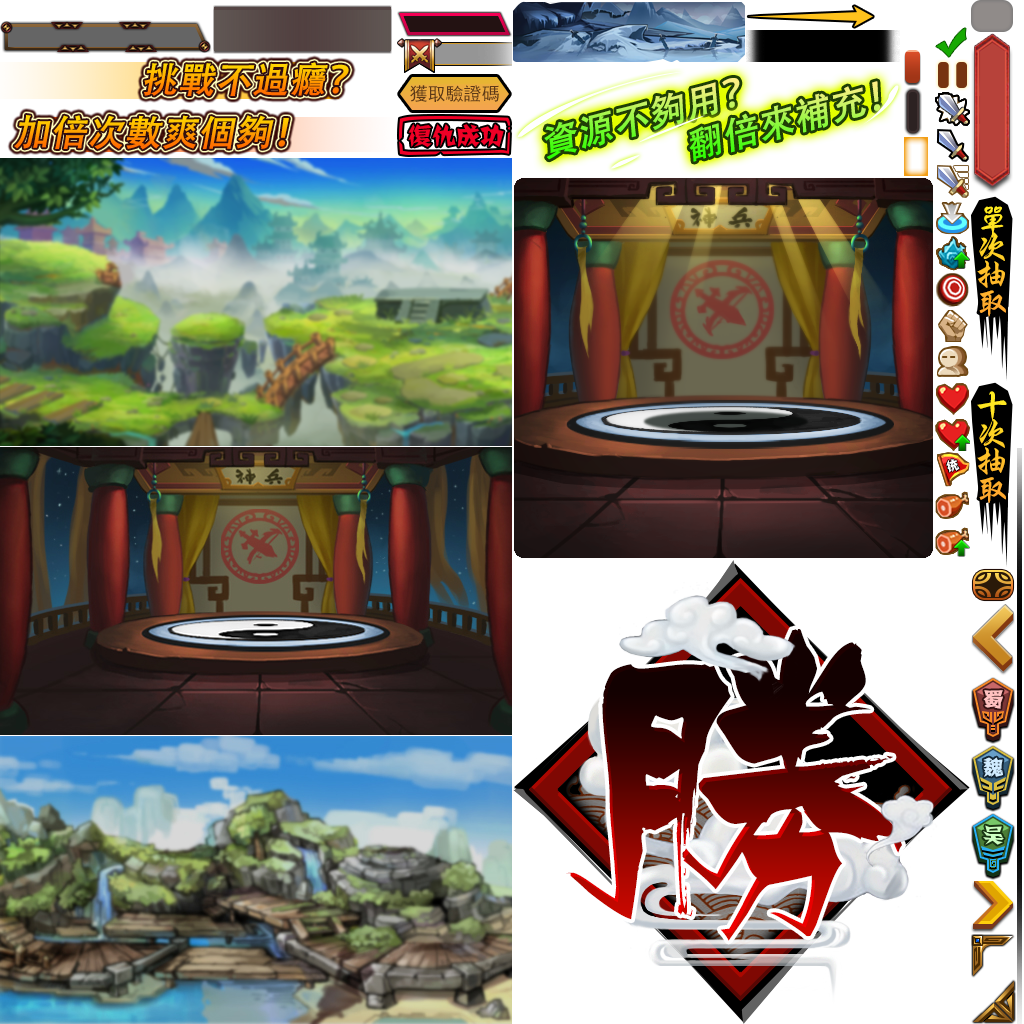 挑戰不過癮?
加倍次數爽個夠!
獲取驗證碼
復仇成功
資源不夠用?
翻倍來補充!
神兵
神兵
單次抽取
十次抽取
統
勝
蜀
魏
吴